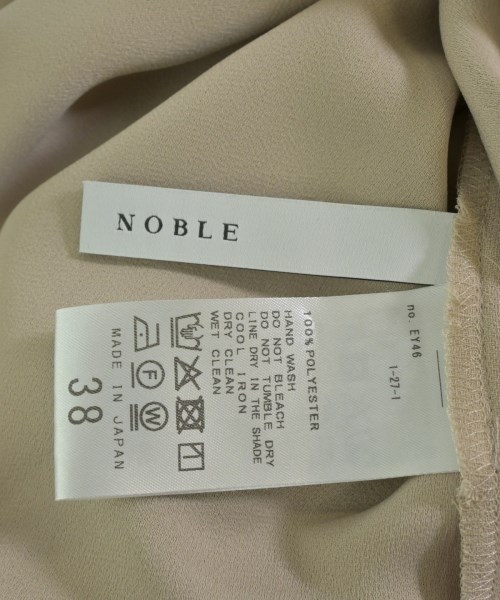 NOBLE
no. EY46
1-27-1
100% POLYESTER
HAND WASH
DO NOT BLEACH
DO NOT TUMBLE DRY
LINE DRY IN THE SHADE
COOL IRON
DRY CLEAN
WET CLEAN
F
W
MADE IN JAPAN
38